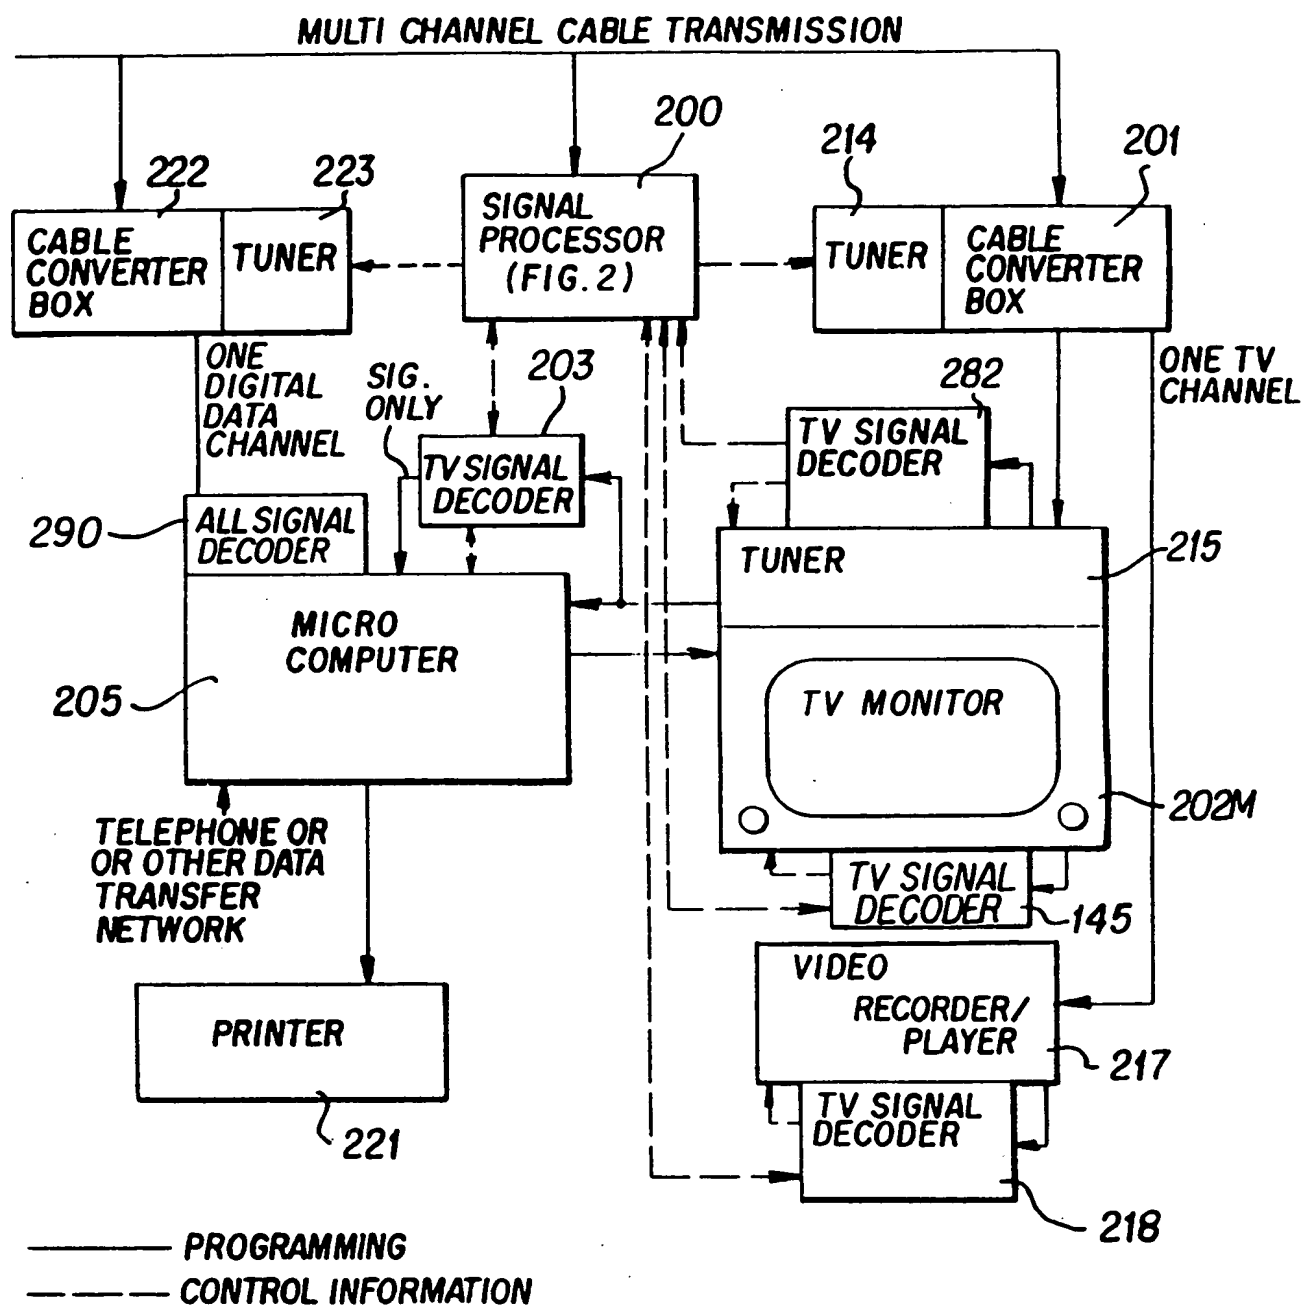 MULTI CHANNEL CABLE TRANSMISSION
200
214
201
222
223
CABLE
CONVERTER
BOX
TUNER
SIGNAL
PROCESSOR
(FIG. 2)
TUNER
CABLE
CONVERTER
BOX
ONE
DIGITAL
DATA
CHANNEL
SIG.
ONLY
203
282
ONE TV
CHANNEL
TV SIGNAL
DECODER
TV SIGNAL
DECODER
290
ALL SIGNAL
DECODER
TUNER
215
MICRO
COMPUTER
205
TV MONITOR
202M
TELEPHONE OR
OR OTHER DATA
TRANSFER
NETWORK
TV SIGNAL
DECODER
145
VIDEO
RECORDER/
PLAYER
217
PRINTER
221
TV SIGNAL
DECODER
218
PROGRAMMING
CONTROL INFORMATION